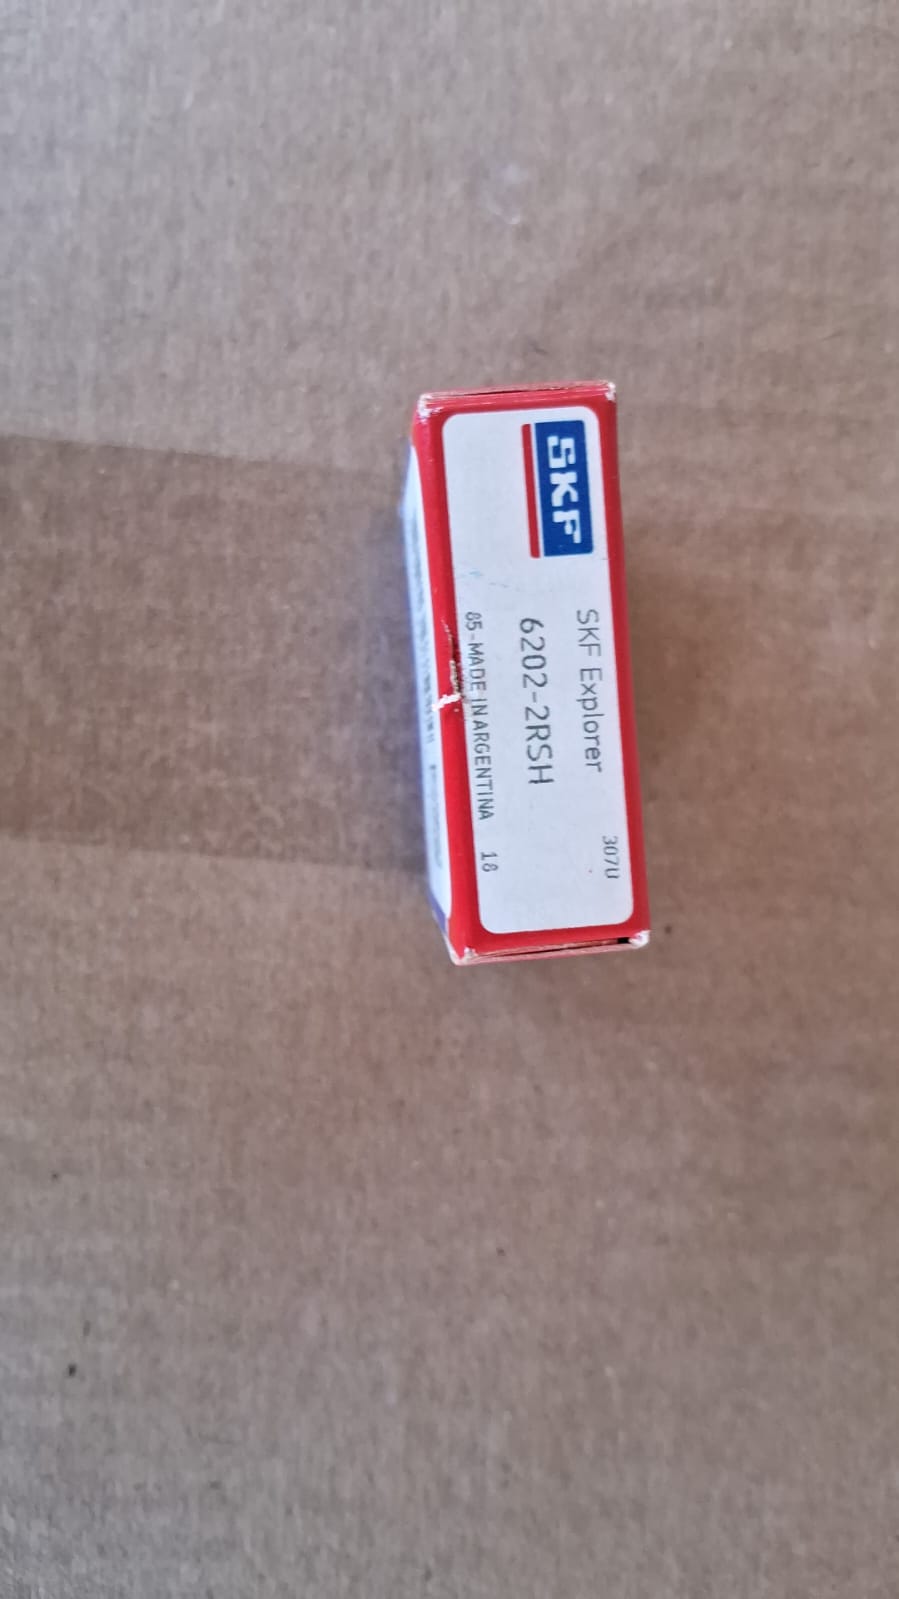 SKF
SKF Explorer
307U
6202-2RSH
85-MADE IN ARGENTINA 18